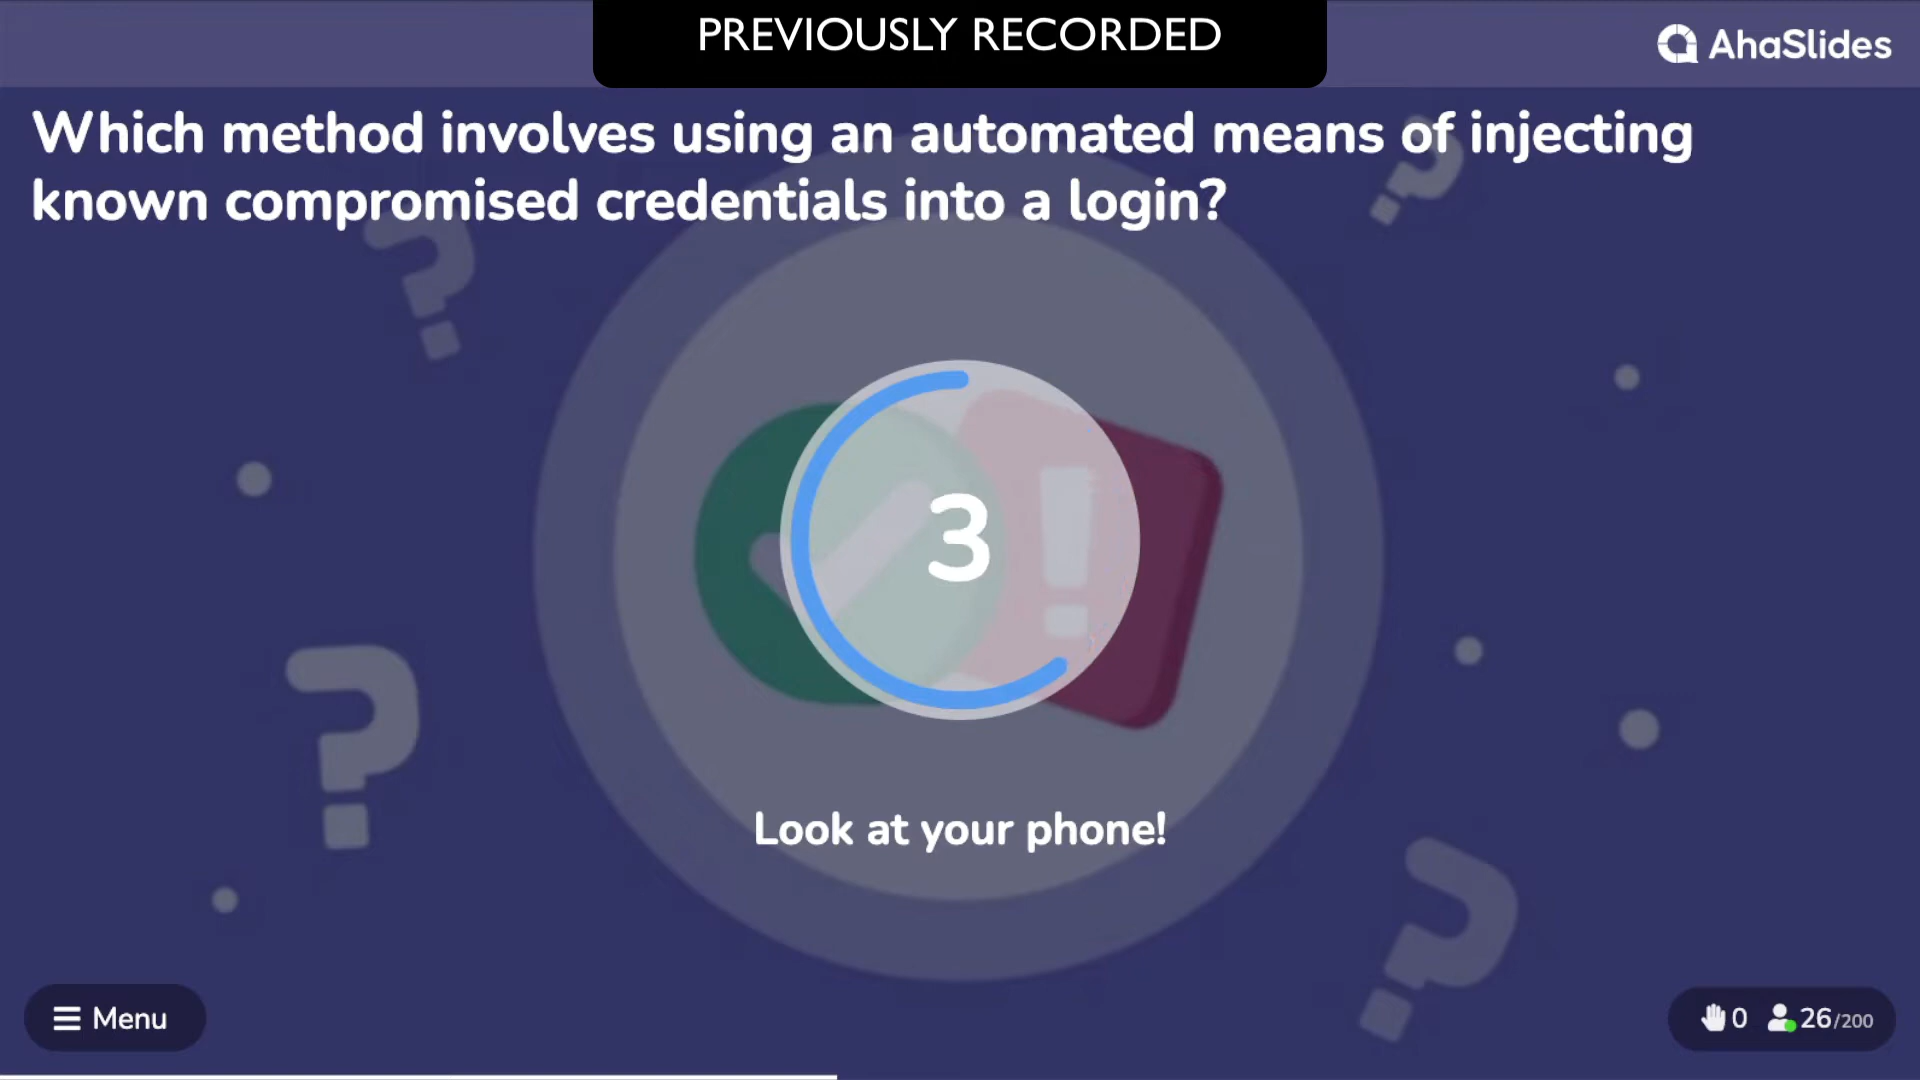 PREVIOUSLY RECORDED
AhaSlides
Which method involves using an automated means of injecting
known compromised credentials into a login?
3
Look at your phone!
Menu
0 26/200